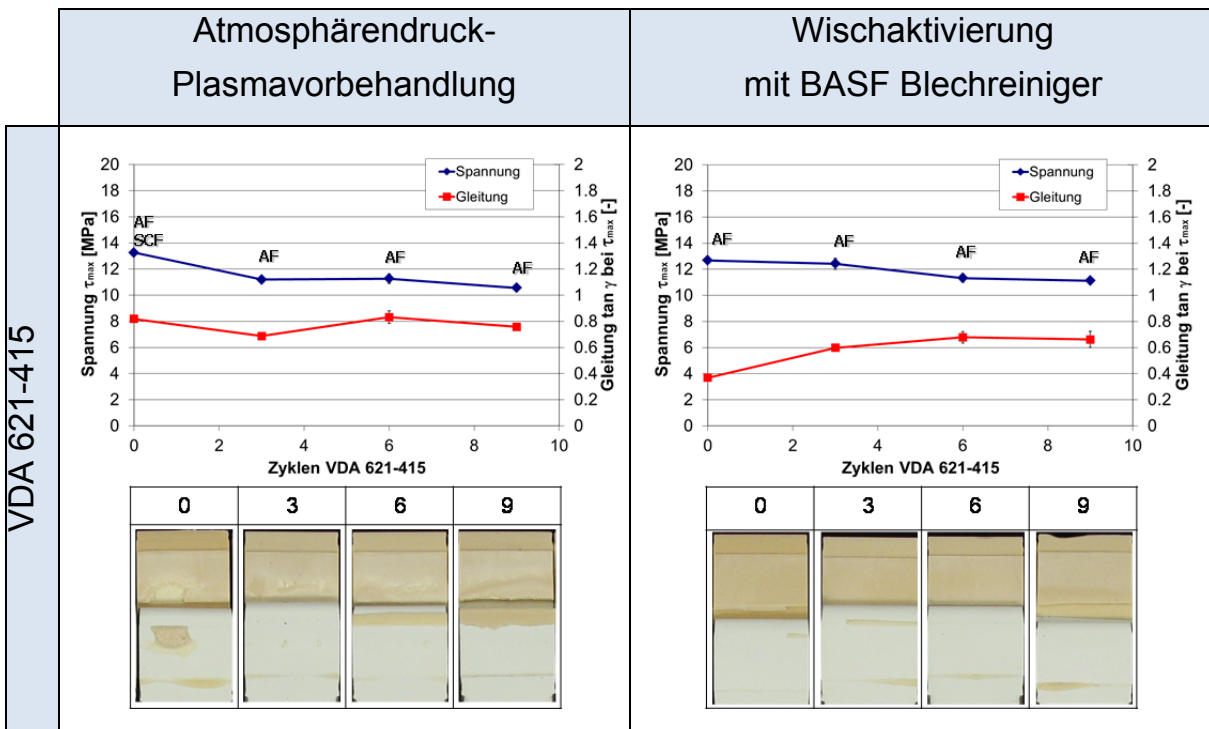 Atmosphärendruck-
Plasmavorbehandlung
Wischaktivierung
mit BASF Blechreiniger
VDA 621-415
Spannung τmax [MPa]
20
18
16
14
12
10
8
6
4
2
0
AF
SCF
AF
AF
AF
Spannung
Gleitung
2
1.8
1.6
1.4
1.2
1
0.8
0.6
0.4
0.2
0
Gleitung tan γ bei τmax [-]
0 2 4 6 8 10
Zyklen VDA 621-415
0 3 6 9
Spannung τmax [MPa]
20
18
16
14
12
10
8
6
4
2
0
AF
AF
AF
AF
Spannung
Gleitung
2
1.8
1.6
1.4
1.2
1
0.8
0.6
0.4
0.2
0
Gleitung tan γ bei τmax [-]
0 2 4 6 8 10
Zyklen VDA 621-415
0 3 6 9